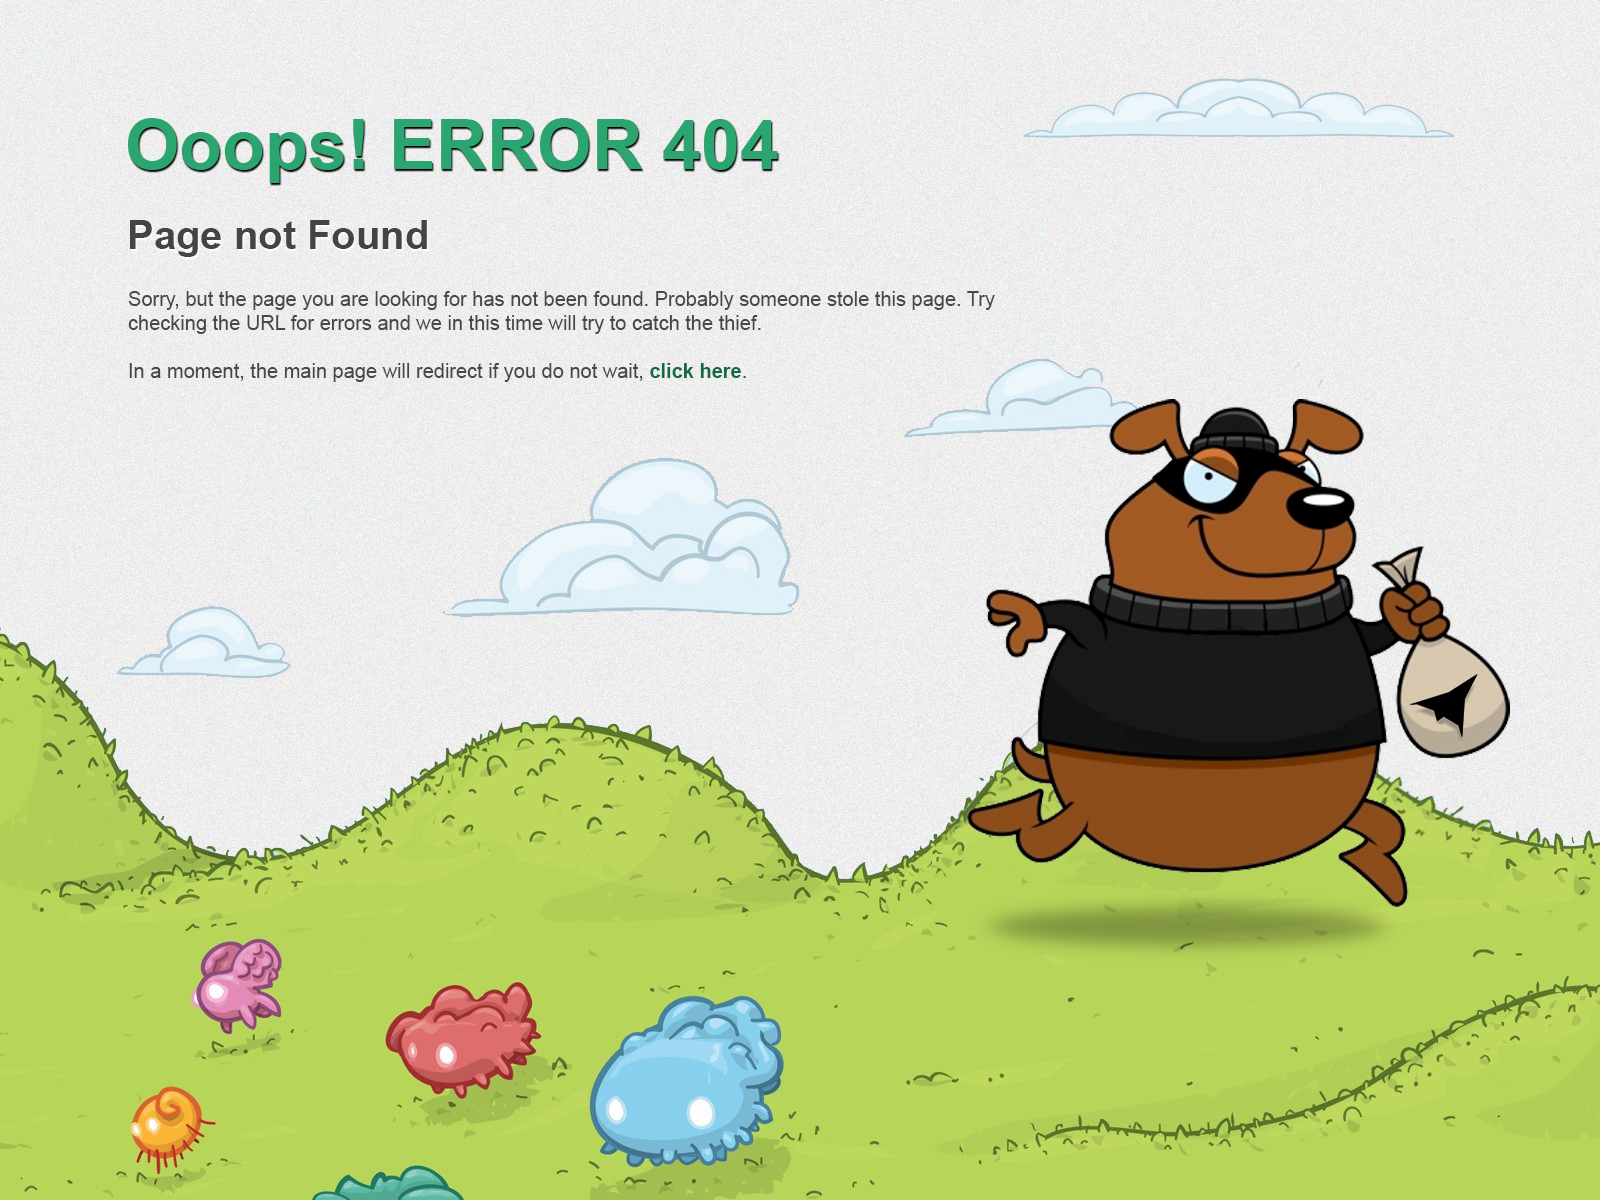 Ooops! ERROR 404
Page not Found
Sorry, but the page you are looking for has not been found. Probably someone stole this page. Try
checking the URL for errors and we in this time will try to catch the thief.
In a moment, the main page will redirect if you do not wait, click here.